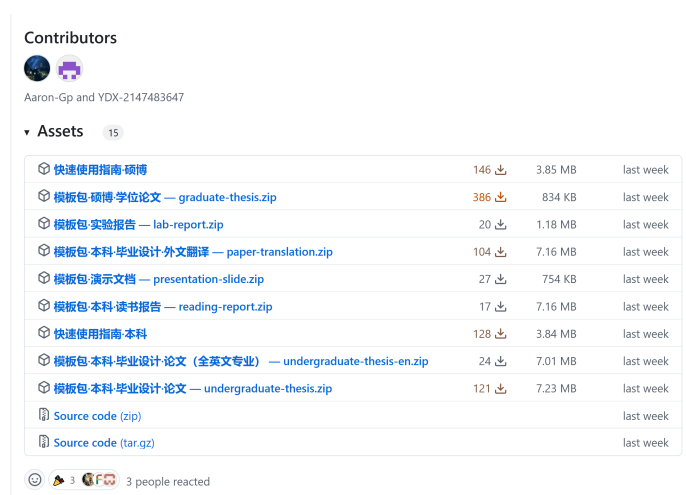 Contributors
Aaron-Gp and YDX-2147483647
Assets 15
快速使用指南·硕博 146 3.85 MB last week
模板包·硕博·学位论文 — graduate-thesis.zip 386 834 KB last week
模板包·实验报告 — lab-report.zip 20 1.18 MB last week
模板包·本科·毕业设计·外文翻译 — paper-translation.zip 104 7.16 MB last week
模板包·演示文档 — presentation-slide.zip 27 754 KB last week
模板包·本科·读书报告 — reading-report.zip 17 7.16 MB last week
快速使用指南·本科 128 3.84 MB last week
模板包·本科·毕业设计·论文（全英文专业） — undergraduate-thesis-en.zip 24 7.01 MB last week
模板包·本科·毕业设计·论文 — undergraduate-thesis.zip 121 7.23 MB last week
Source code (zip) last week
Source code (tar.gz) last week
3 3 people reacted